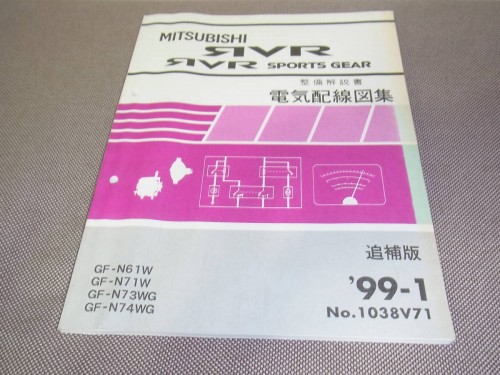 MITSUBISHI
RVR
RVR SPORTS GEAR
整備解説書
電気配線図集
追補版
GF-N61W
GF-N71W
GF-N73WG
GF-N74WG
'99-1
No.1038V71